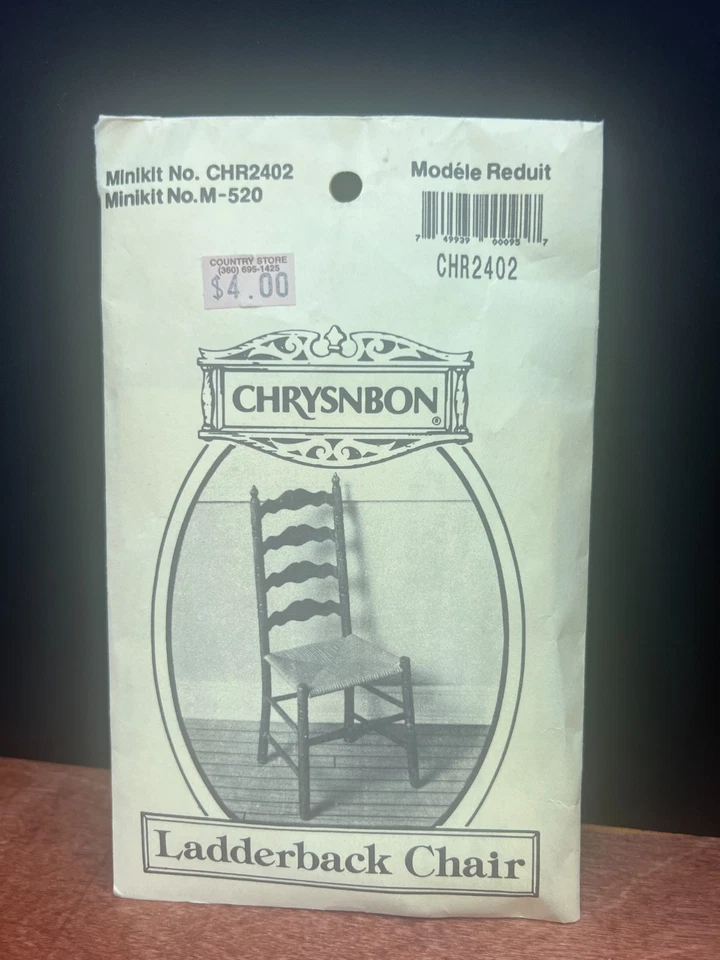 Minikit No. CHR2402
Minikit No. M-520
Modéle Reduit
7 49939 00095 7
CHR2402
COUNTRY STORE
(360) 695-1425
$4.00
CHRYSNBON®
Ladderback Chair